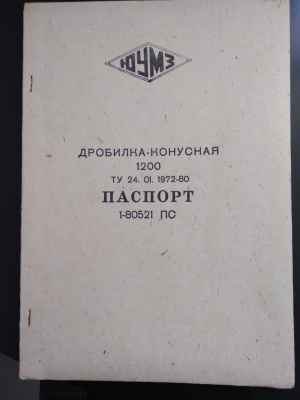 ЮУМЗ
ДРОБИЛКА-КОНУСНАЯ
1200
ТУ 24. 01. 1972-80
ПАСПОРТ
1-80521 ПС